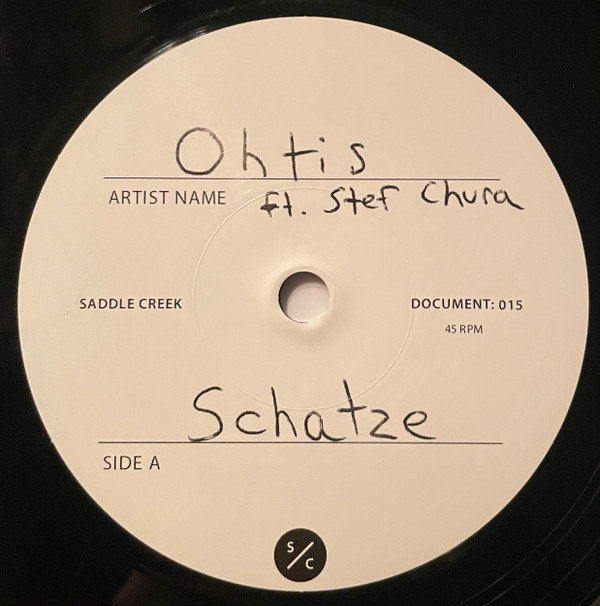 Ohtis
ARTIST NAME ft. Stef Chura
SADDLE CREEK DOCUMENT: 015
45 RPM
Schatze
SIDE A
S/C